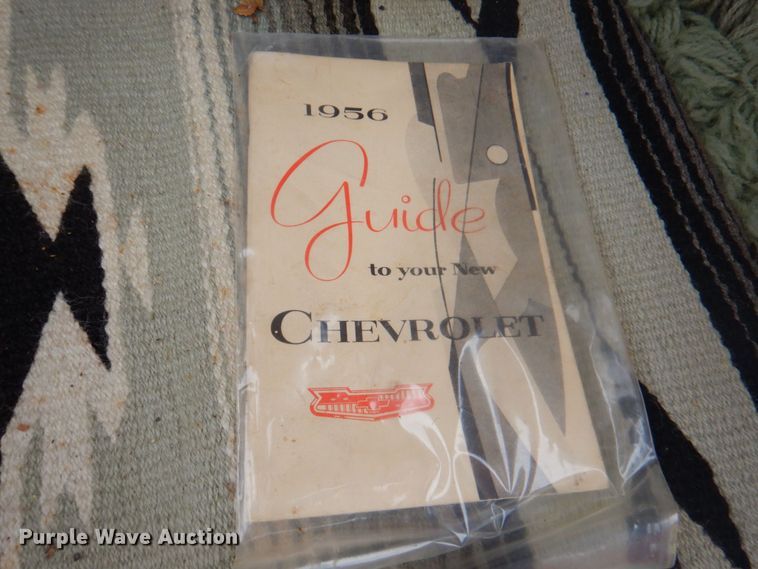 1956
Guide
to your New
CHEVROLET
Purple Wave Auction